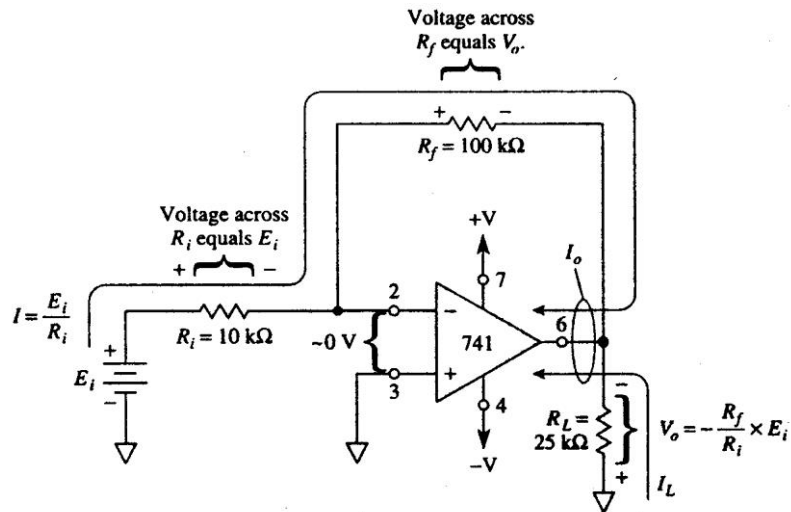 Voltage across
R_f equals V_o.
+ −
R_f = 100 kΩ
Voltage across
R_i equals E_i
+ −
+V
7
I_o
I = E_i / R_i
R_i = 10 kΩ
2
~0 V
−
741
+
6
3
4
−V
+
E_i
−
R_L =
25 kΩ
−
+
V_o = − R_f / R_i × E_i
I_L